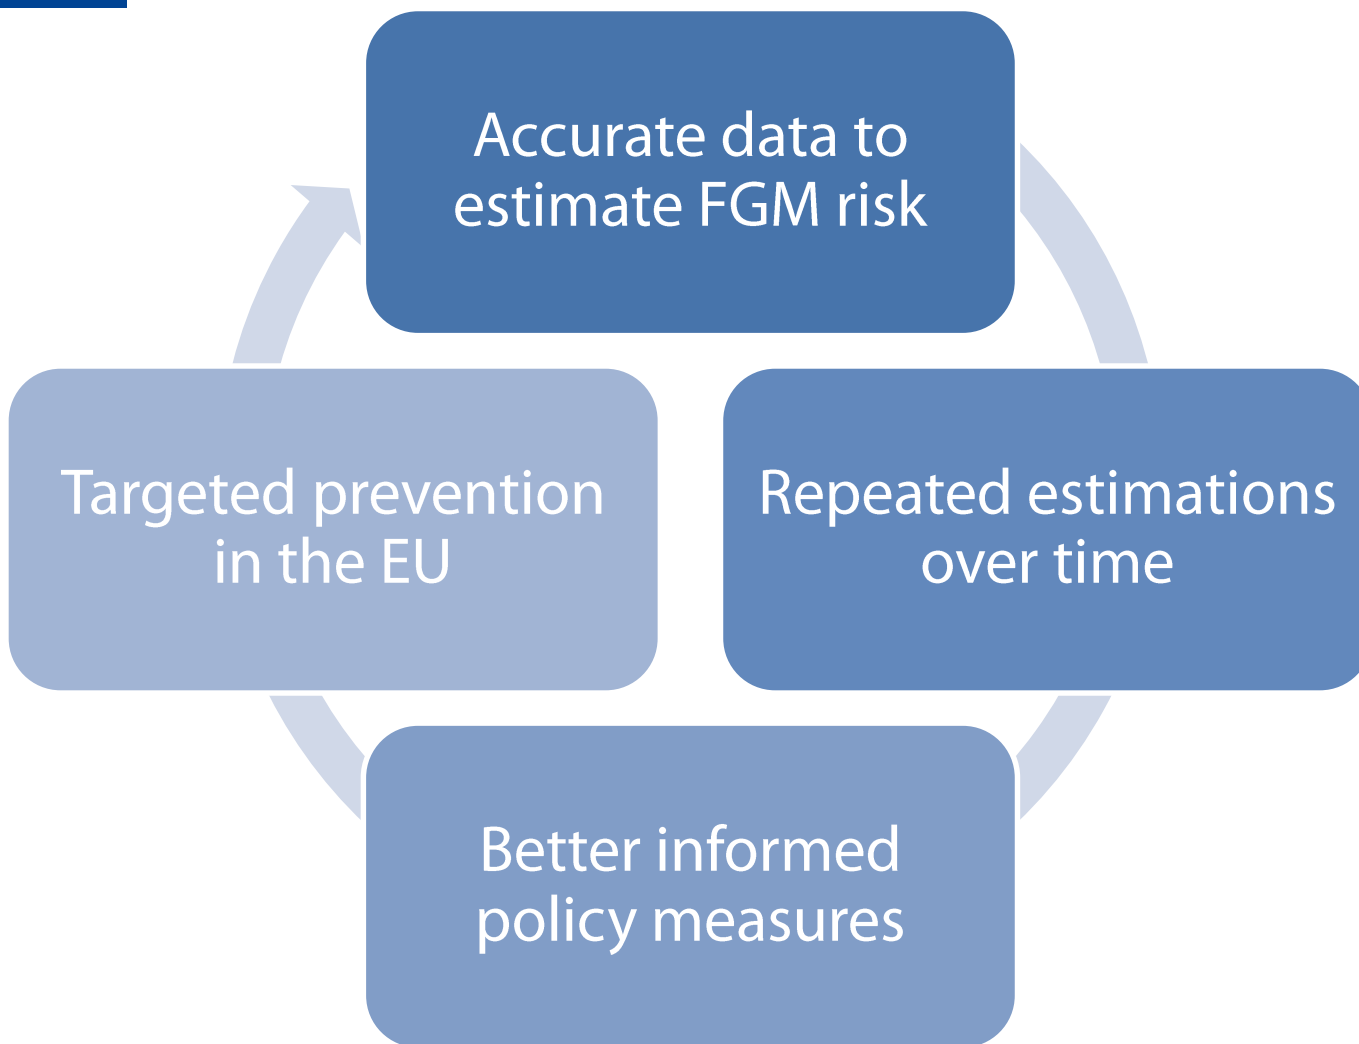 Accurate data to
estimate FGM risk
Targeted prevention
in the EU
Repeated estimations
over time
Better informed
policy measures